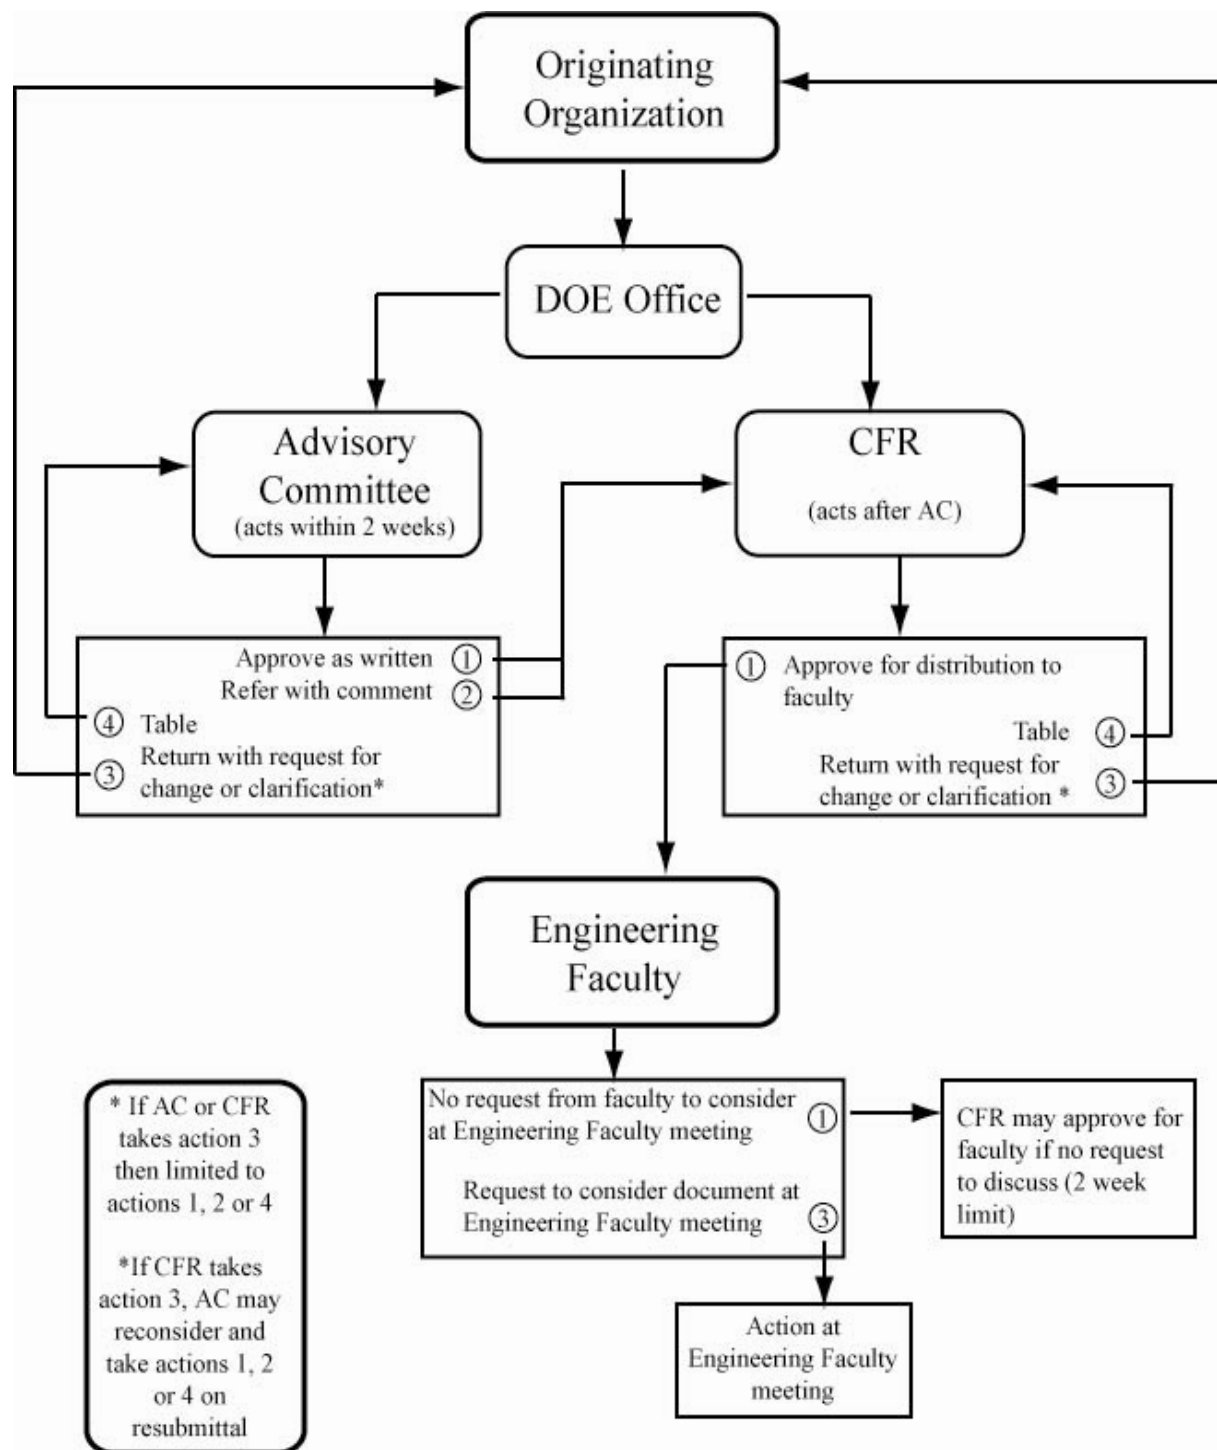 Originating
Organization
DOE Office
Advisory
Committee
(acts within 2 weeks)
CFR
(acts after AC)
Approve as written ①
Refer with comment ②
④ Table
③ Return with request for
change or clarification*
① Approve for distribution to
faculty
Table ④
Return with request for
change or clarification * ③
Engineering
Faculty
No request from faculty to consider
at Engineering Faculty meeting ①
Request to consider document at
Engineering Faculty meeting ③
CFR may approve for
faculty if no request
to discuss (2 week
limit)
Action at
Engineering Faculty
meeting
* If AC or CFR
takes action 3
then limited to
actions 1, 2 or 4
*If CFR takes
action 3, AC may
reconsider and
take actions 1, 2
or 4 on
resubmittal